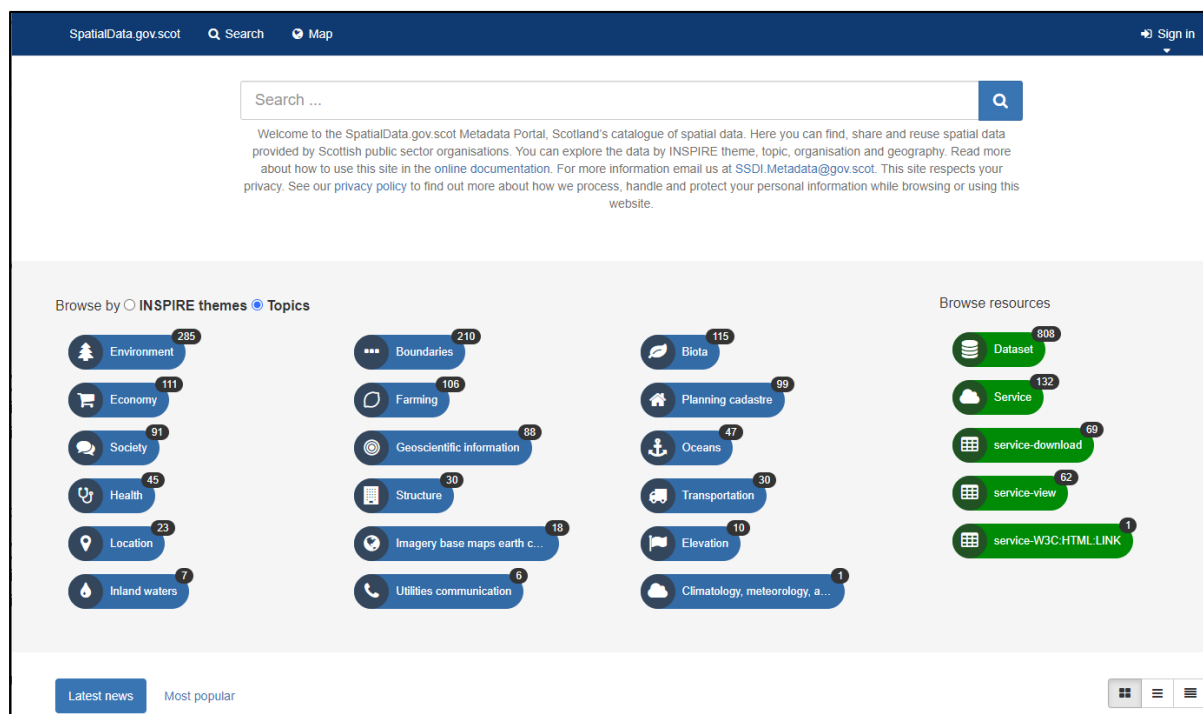 SpatialData.gov.scot Search Map Sign in
Search ...
Welcome to the SpatialData.gov.scot Metadata Portal, Scotland's catalogue of spatial data. Here you can find, share and reuse spatial data
provided by Scottish public sector organisations. You can explore the data by INSPIRE theme, topic, organisation and geography. Read more
about how to use this site in the online documentation. For more information email us at SSDI.Metadata@gov.scot. This site respects your
privacy. See our privacy policy to find out more about how we process, handle and protect your personal information while browsing or using this
website.
Browse by INSPIRE themes Topics
Environment 285
Boundaries 210
Biota 115
Economy 111
Farming 106
Planning cadastre 99
Society 91
Geoscientific information 88
Oceans 47
Health 45
Structure 30
Transportation 30
Location 23
Imagery base maps earth c... 18
Elevation 10
Inland waters 7
Utilities communication 6
Climatology, meteorology, a... 1
Browse resources
Dataset 808
Service 132
service-download 69
service-view 62
service-W3C:HTML:LINK 1
Latest news Most popular